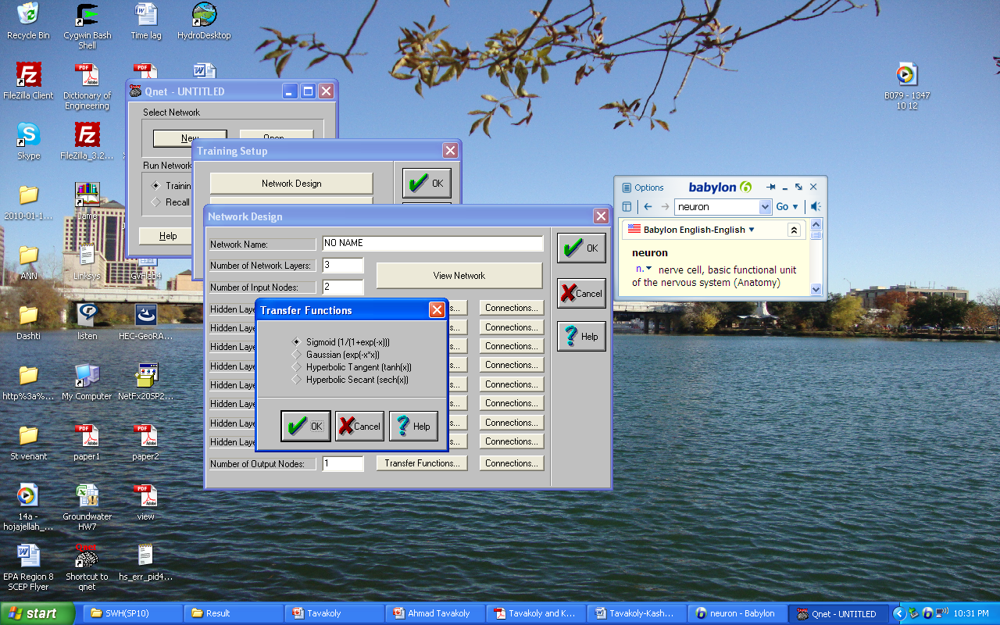 Recycle Bin
Cygwin Bash
Shell
Time lag
HydroDesktop
FileZilla Client
Dictionary of
Engineering
B079 - 1347
10 12
Skype
FileZilla_3.2...
2010-01-1...
Jame
ANN
Linksys
GVFlab4
Dashti
listen
HEC-GeoRA...
http%3a%...
My Computer
NetFx20SP2...
St venant
paper1
paper2
14a -
hojajellah_...
Groundwater
HW7
view
EPA Region 8
SCEP Flyer
Shortcut to
qnet
hs_err_pid4...
Qnet - UNTITLED
Select Network
New
Open
Run Network
Trainin
Recall
Help
Training Setup
Network Design
OK
Network Design
Network Name: NO NAME
Number of Network Layers: 3
Number of Input Nodes: 2
View Network
OK
Cancel
Help
Hidden Laye s... Connections...
Hidden Laye s... Connections...
Hidden Laye s... Connections...
Hidden Laye s... Connections...
Hidden Laye s... Connections...
Hidden Laye s... Connections...
Hidden Laye s... Connections...
Hidden Laye s... Connections...
Number of Output Nodes: 1 Transfer Functions... Connections...
Transfer Functions
Sigmoid (1/(1+exp(-x)))
Gaussian (exp(-x*x))
Hyperbolic Tangent (tanh(x))
Hyperbolic Secant (sech(x))
OK Cancel Help
Options babylon 6
neuron Go
Babylon English-English
neuron
n. nerve cell, basic functional unit
of the nervous system (Anatomy)
start SWH(SP10) Result Tavakoly Ahmad Tavakoly Tavakoly and K... Tavakoly-Kash... neuron - Babylon Qnet - UNTITLED 10:31 PM